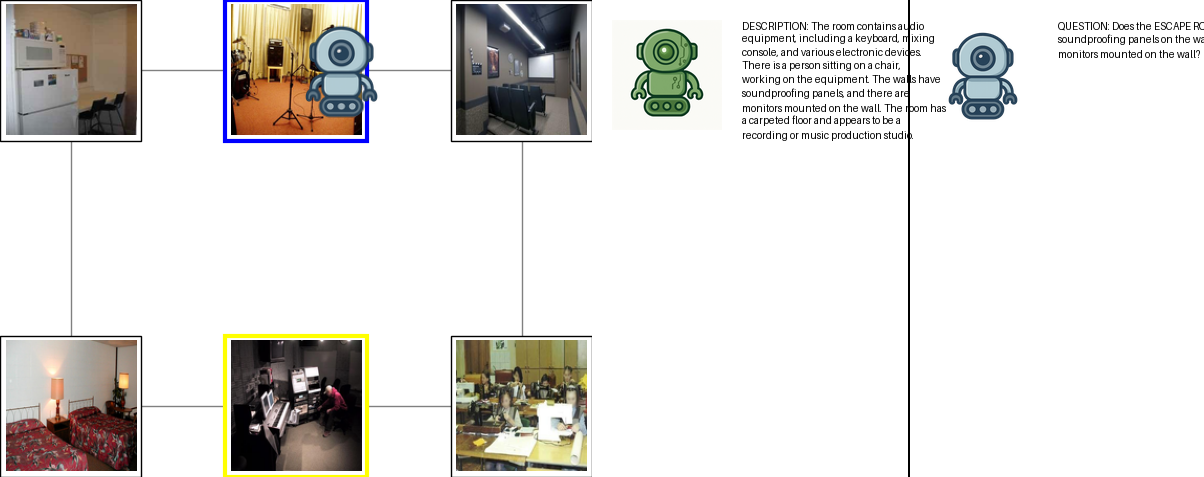 DESCRIPTION: The room contains audio
equipment, including a keyboard, mixing
console, and various electronic devices.
There is a person sitting on a chair,
working on the equipment. The walls have
soundproofing panels, and there are
monitors mounted on the wall. The room has
a carpeted floor and appears to be a
recording or music production studio.
QUESTION: Does the ESCAPE RO
soundproofing panels on the wa
monitors mounted on the wall?